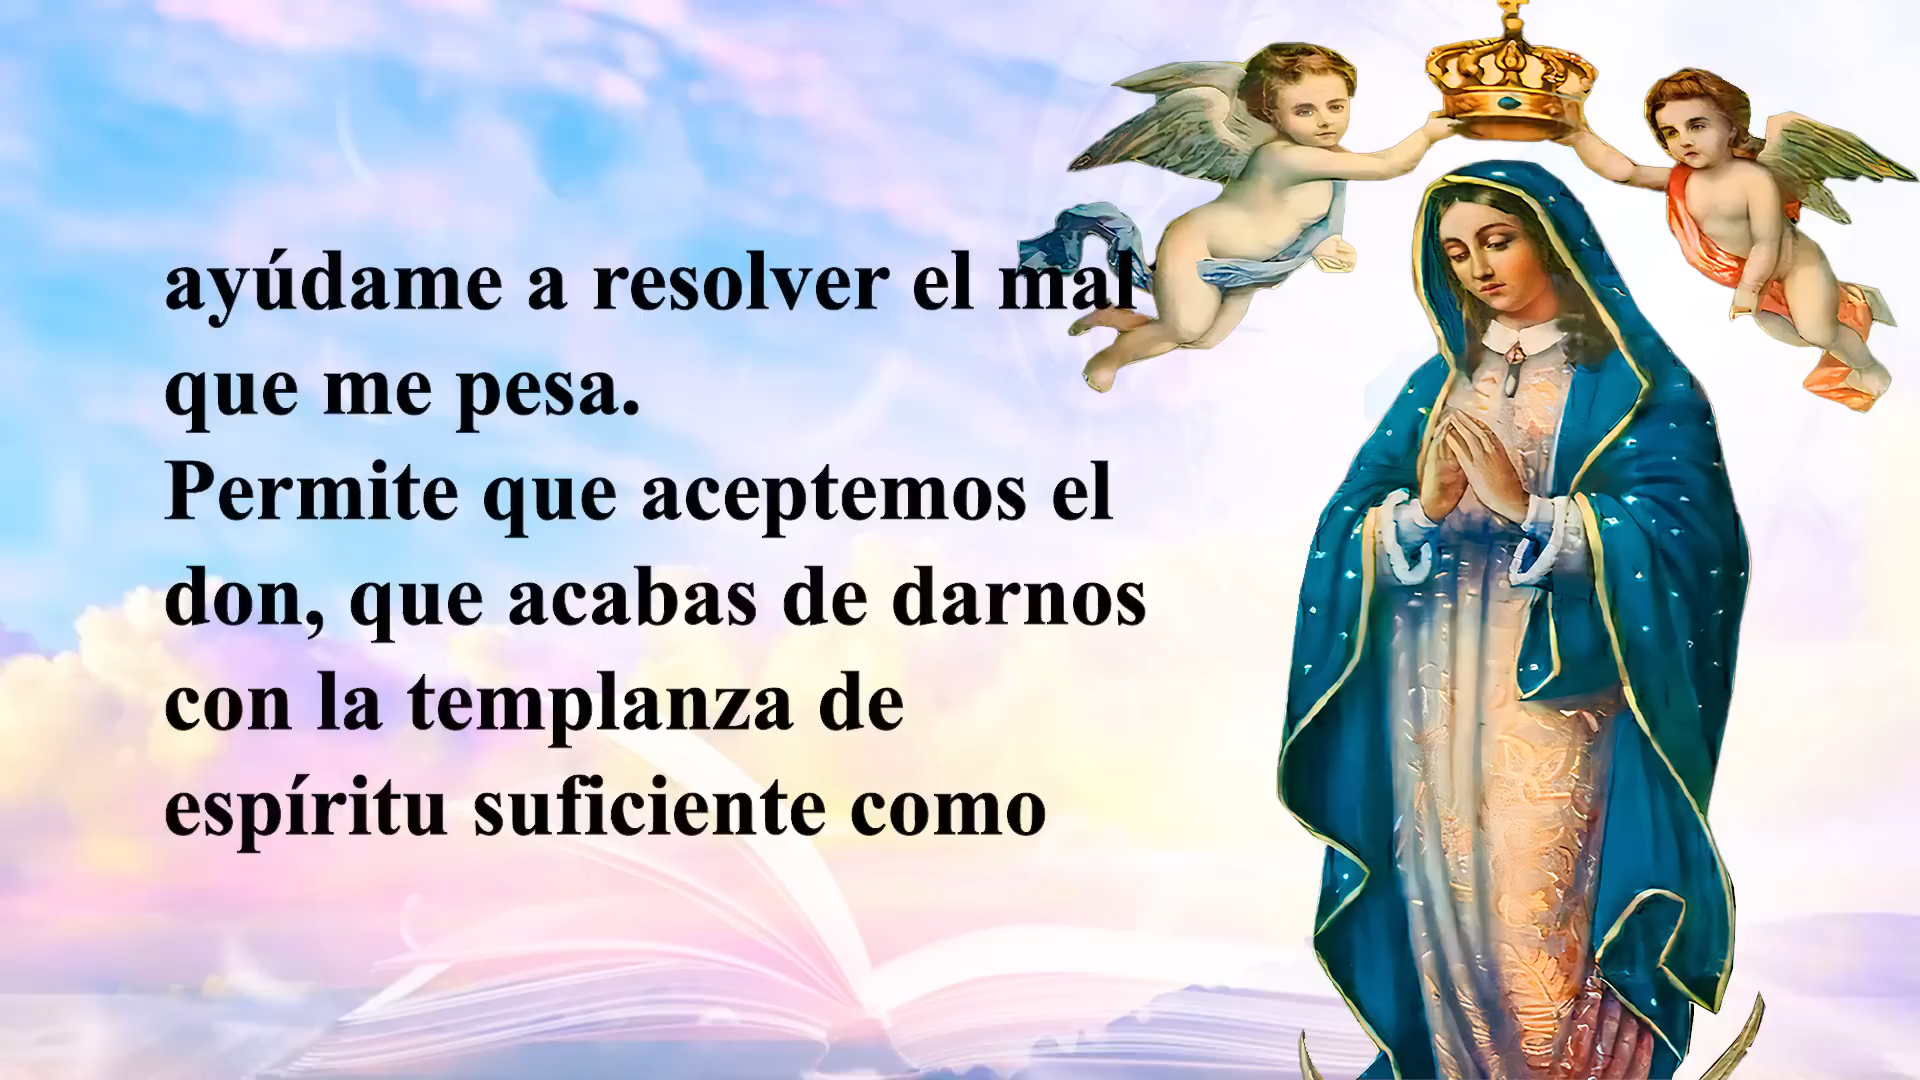 ayúdame a resolver el mal
que me pesa.
Permite que aceptemos el
don, que acabas de darnos
con la templanza de
espíritu suficiente como